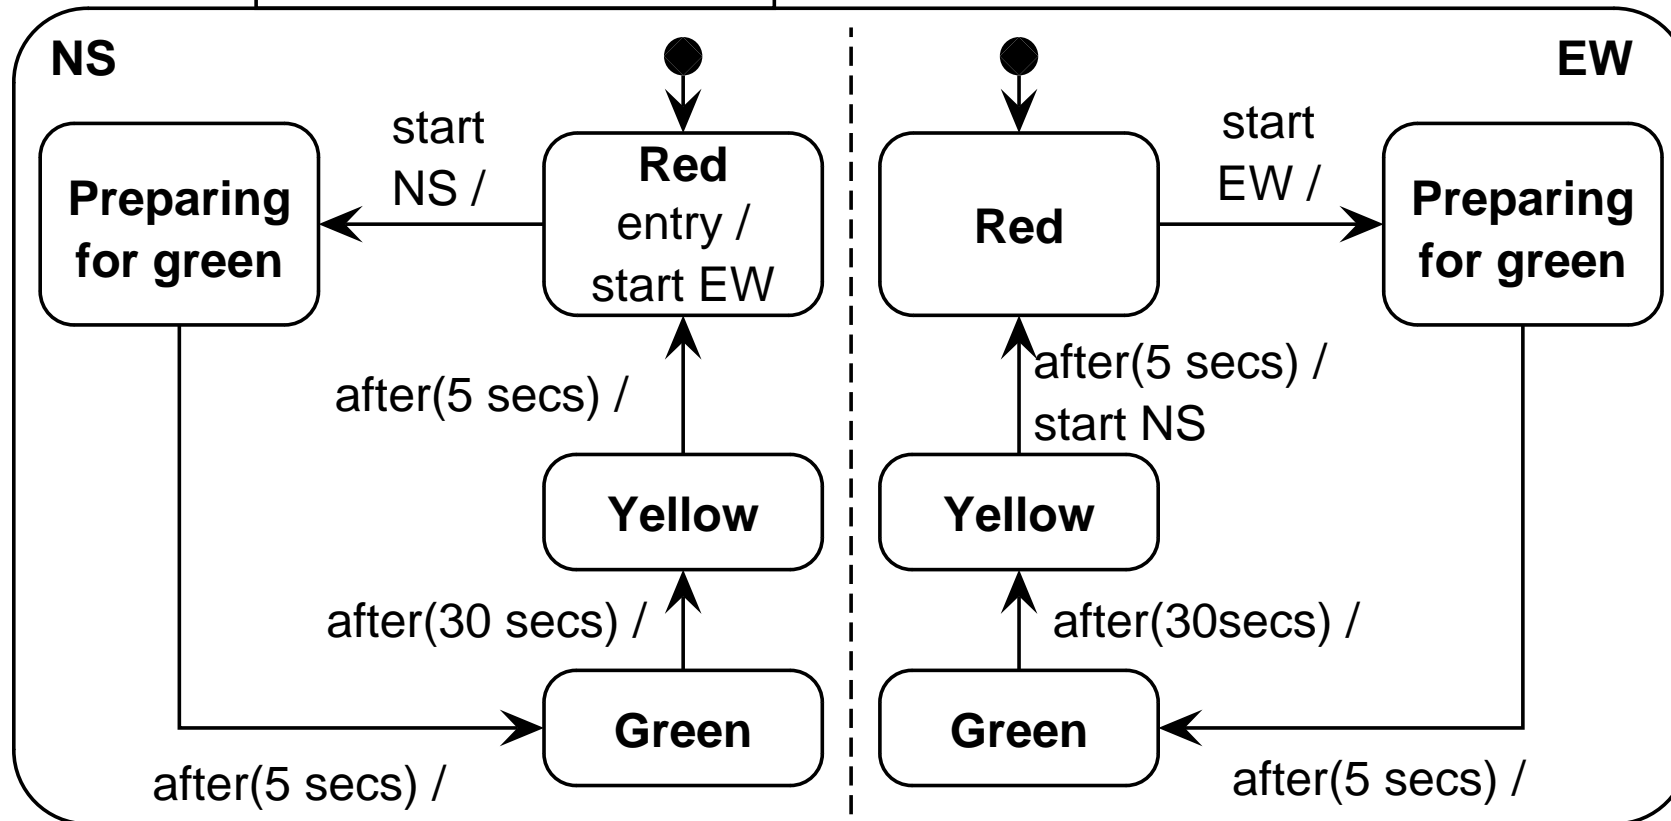 NS
Preparing
for green
start
NS /
Red
entry /
start EW
after(5 secs) /
Yellow
after(30 secs) /
Green
after(5 secs) /
EW
Red
start
EW /
Preparing
for green
after(5 secs) /
start NS
Yellow
after(30secs) /
Green
after(5 secs) /